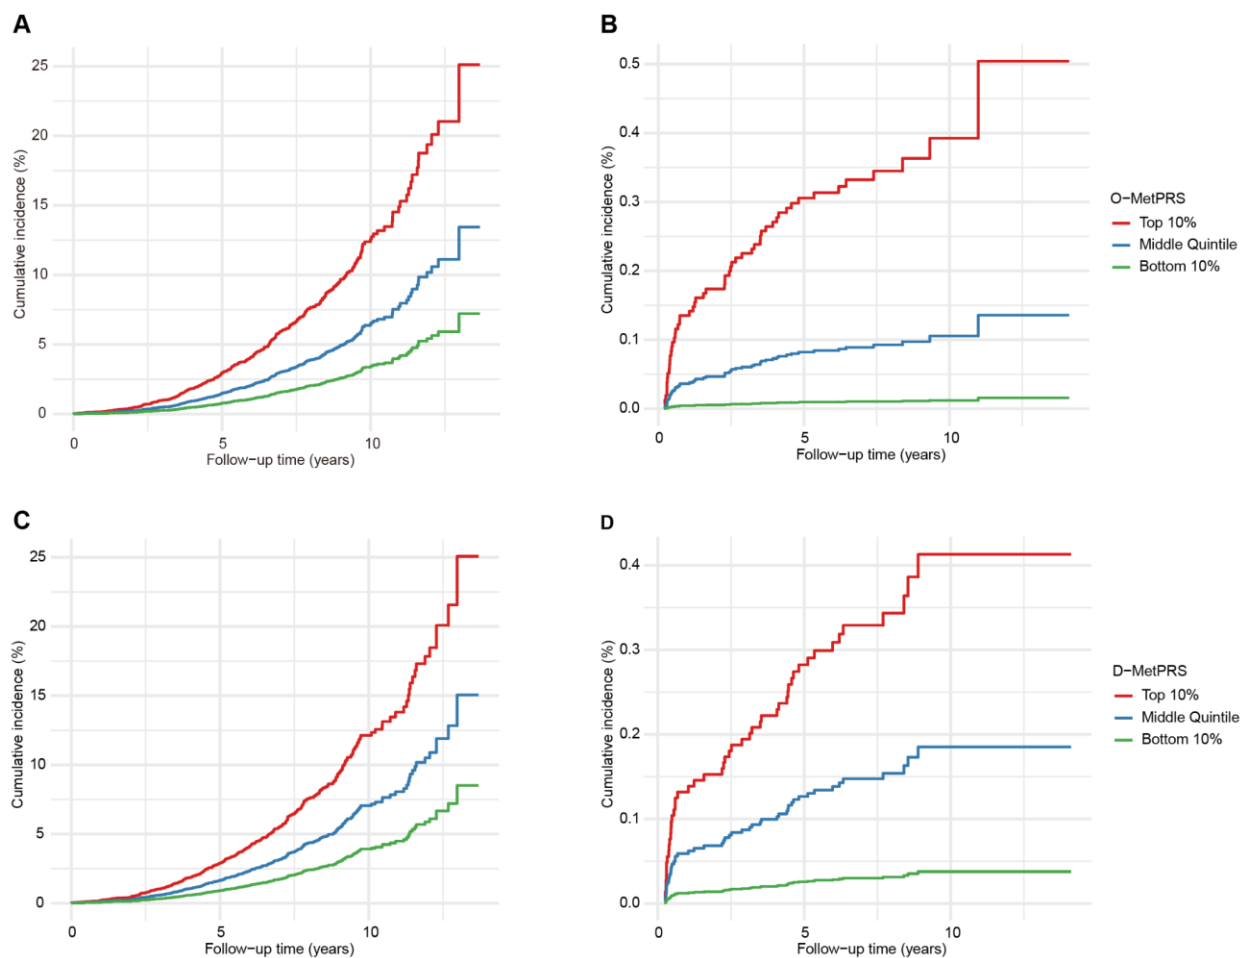 A
25
20
15
10
5
0
Cumulative incidence (%)
0 5 10
Follow-up time (years)
B
0.5
0.4
0.3
0.2
0.1
0.0
Cumulative incidence (%)
0 5 10
Follow-up time (years)
O-MetPRS
Top 10%
Middle Quintile
Bottom 10%
C
25
20
15
10
5
0
Cumulative incidence (%)
0 5 10
Follow-up time (years)
D
0.4
0.3
0.2
0.1
0.0
Cumulative incidence (%)
0 5 10
Follow-up time (years)
D-MetPRS
Top 10%
Middle Quintile
Bottom 10%